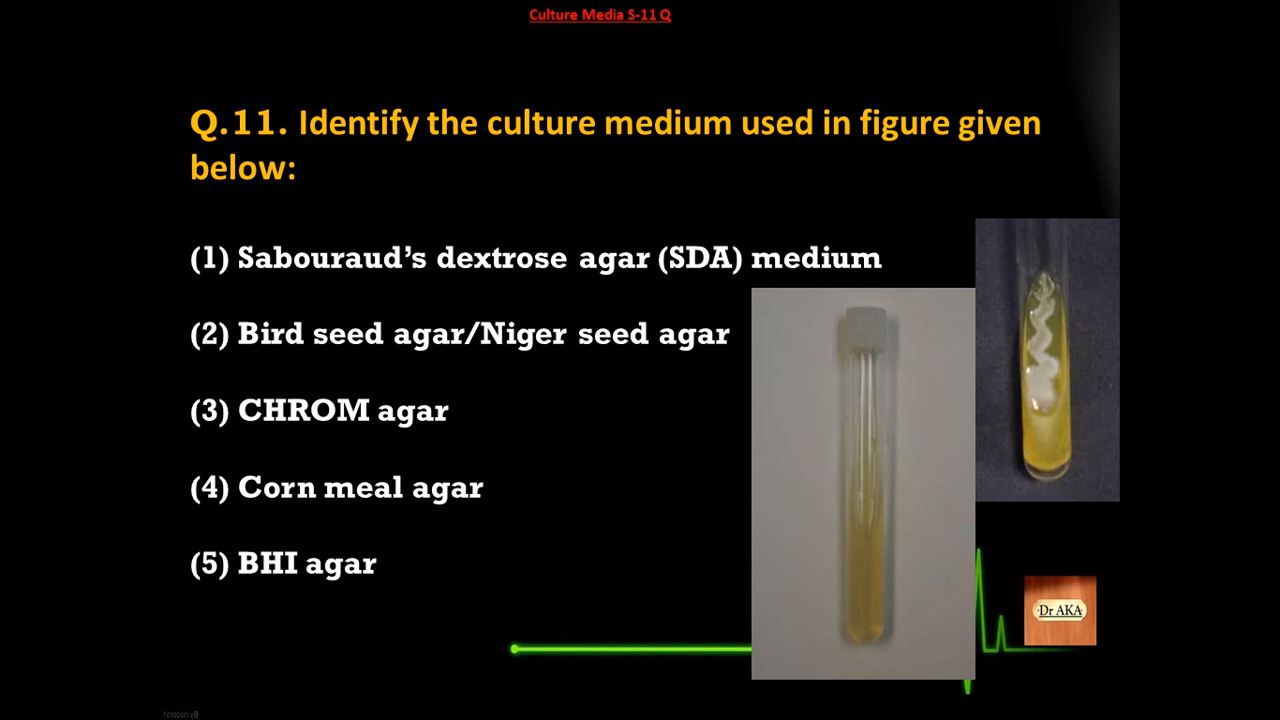 Culture Media S-11 Q
Q.11. Identify the culture medium used in figure given
below:
(1) Sabouraud's dextrose agar (SDA) medium
(2) Bird seed agar/Niger seed agar
(3) CHROM agar
(4) Corn meal agar
(5) BHI agar
Dr AKA